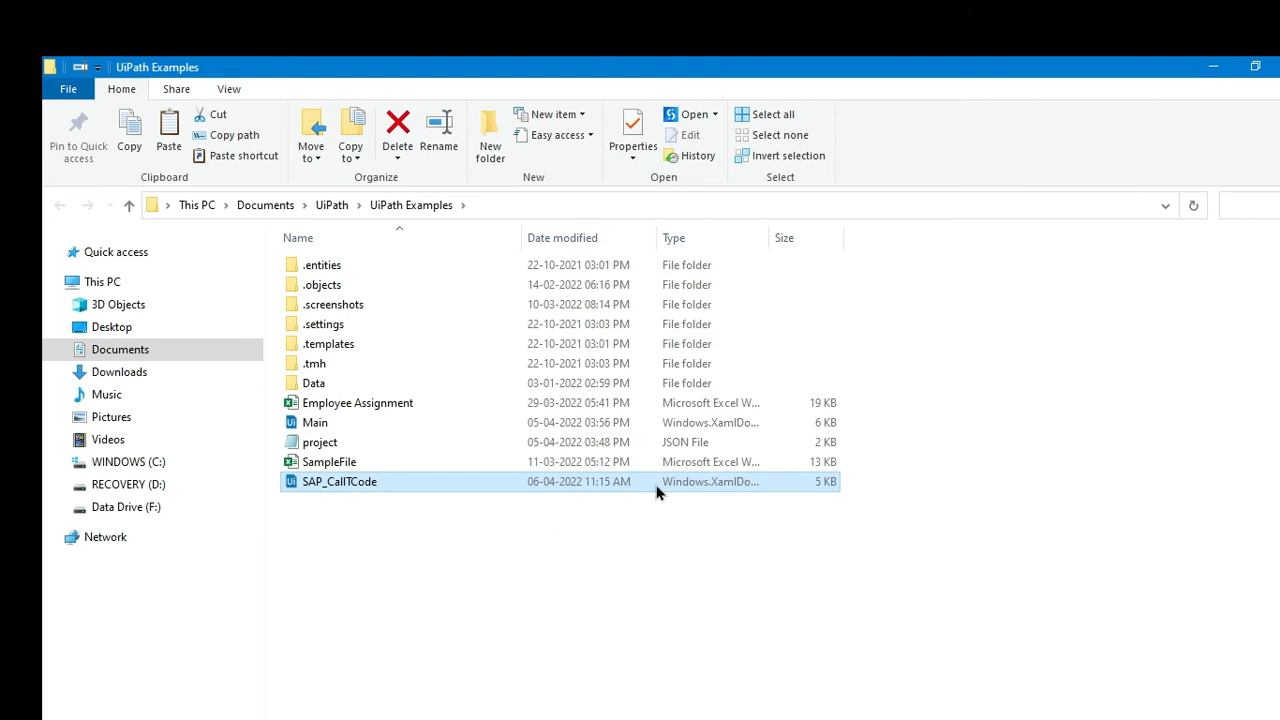 UiPath Examples
File Home Share View
Pin to Quick access
Copy
Paste
Cut
Copy path
Paste shortcut
Clipboard
Move to
Copy to
Delete
Rename
Organize
New folder
New item
Easy access
New
Properties
Open
Edit
History
Open
Select all
Select none
Invert selection
Select
This PC > Documents > UiPath > UiPath Examples >
Quick access
This PC
3D Objects
Desktop
Documents
Downloads
Music
Pictures
Videos
WINDOWS (C:)
RECOVERY (D:)
Data Drive (F:)
Network
Name Date modified Type Size
.entities 22-10-2021 03:01 PM File folder
.objects 14-02-2022 06:16 PM File folder
.screenshots 10-03-2022 08:14 PM File folder
.settings 22-10-2021 03:03 PM File folder
.templates 22-10-2021 03:01 PM File folder
.tmh 22-10-2021 03:03 PM File folder
Data 03-01-2022 02:59 PM File folder
Employee Assignment 29-03-2022 05:41 PM Microsoft Excel W... 19 KB
Main 05-04-2022 03:56 PM Windows.XamlDo... 6 KB
project 05-04-2022 03:48 PM JSON File 2 KB
SampleFile 11-03-2022 05:12 PM Microsoft Excel W... 13 KB
SAP_CallTCode 06-04-2022 11:15 AM Windows.XamlDo... 5 KB